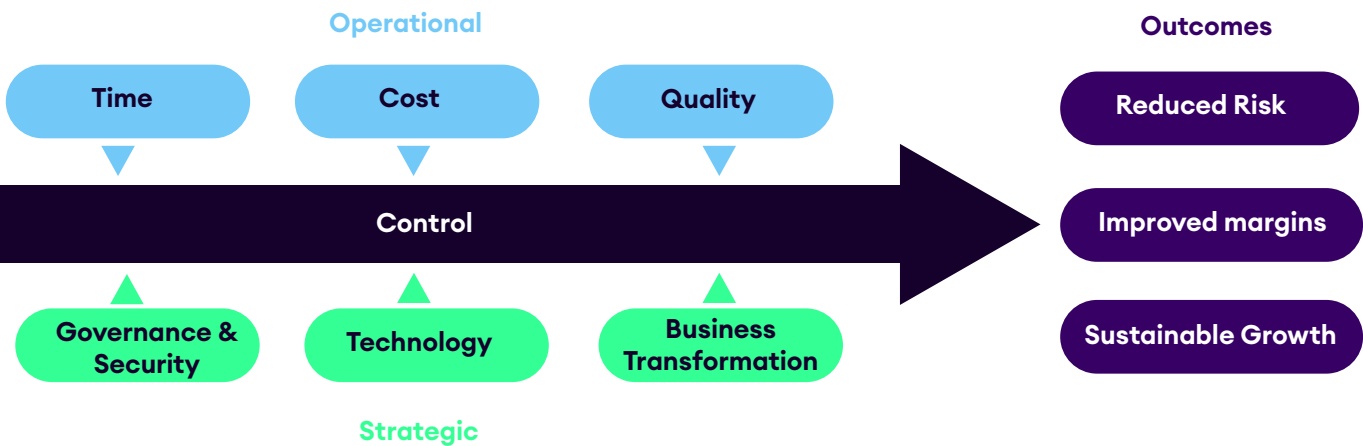 Operational
Outcomes
Time
Cost
Quality
Reduced Risk
Control
Improved margins
Governance &
Security
Technology
Business
Transformation
Sustainable Growth
Strategic